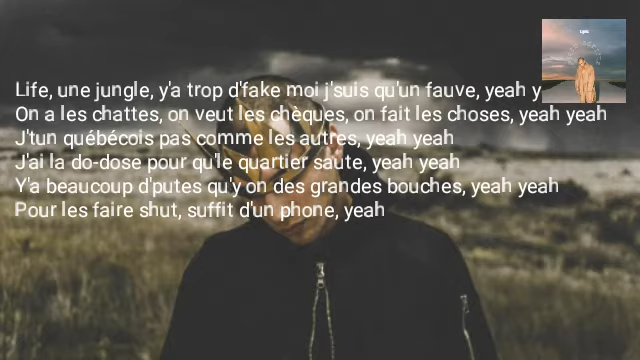 Life, une jungle, y'a trop d'fake moi j'suis qu'un fauve, yeah y
On a les chattes, on veut les chèques, on fait les choses, yeah yeah
J'tun québécois pas comme les autres, yeah yeah
J'ai la do-dose pour qu'le quartier saute, yeah yeah
Y'a beaucoup d'putes qu'y on des grandes bouches, yeah yeah
Pour les faire shut, suffit d'un phone, yeah